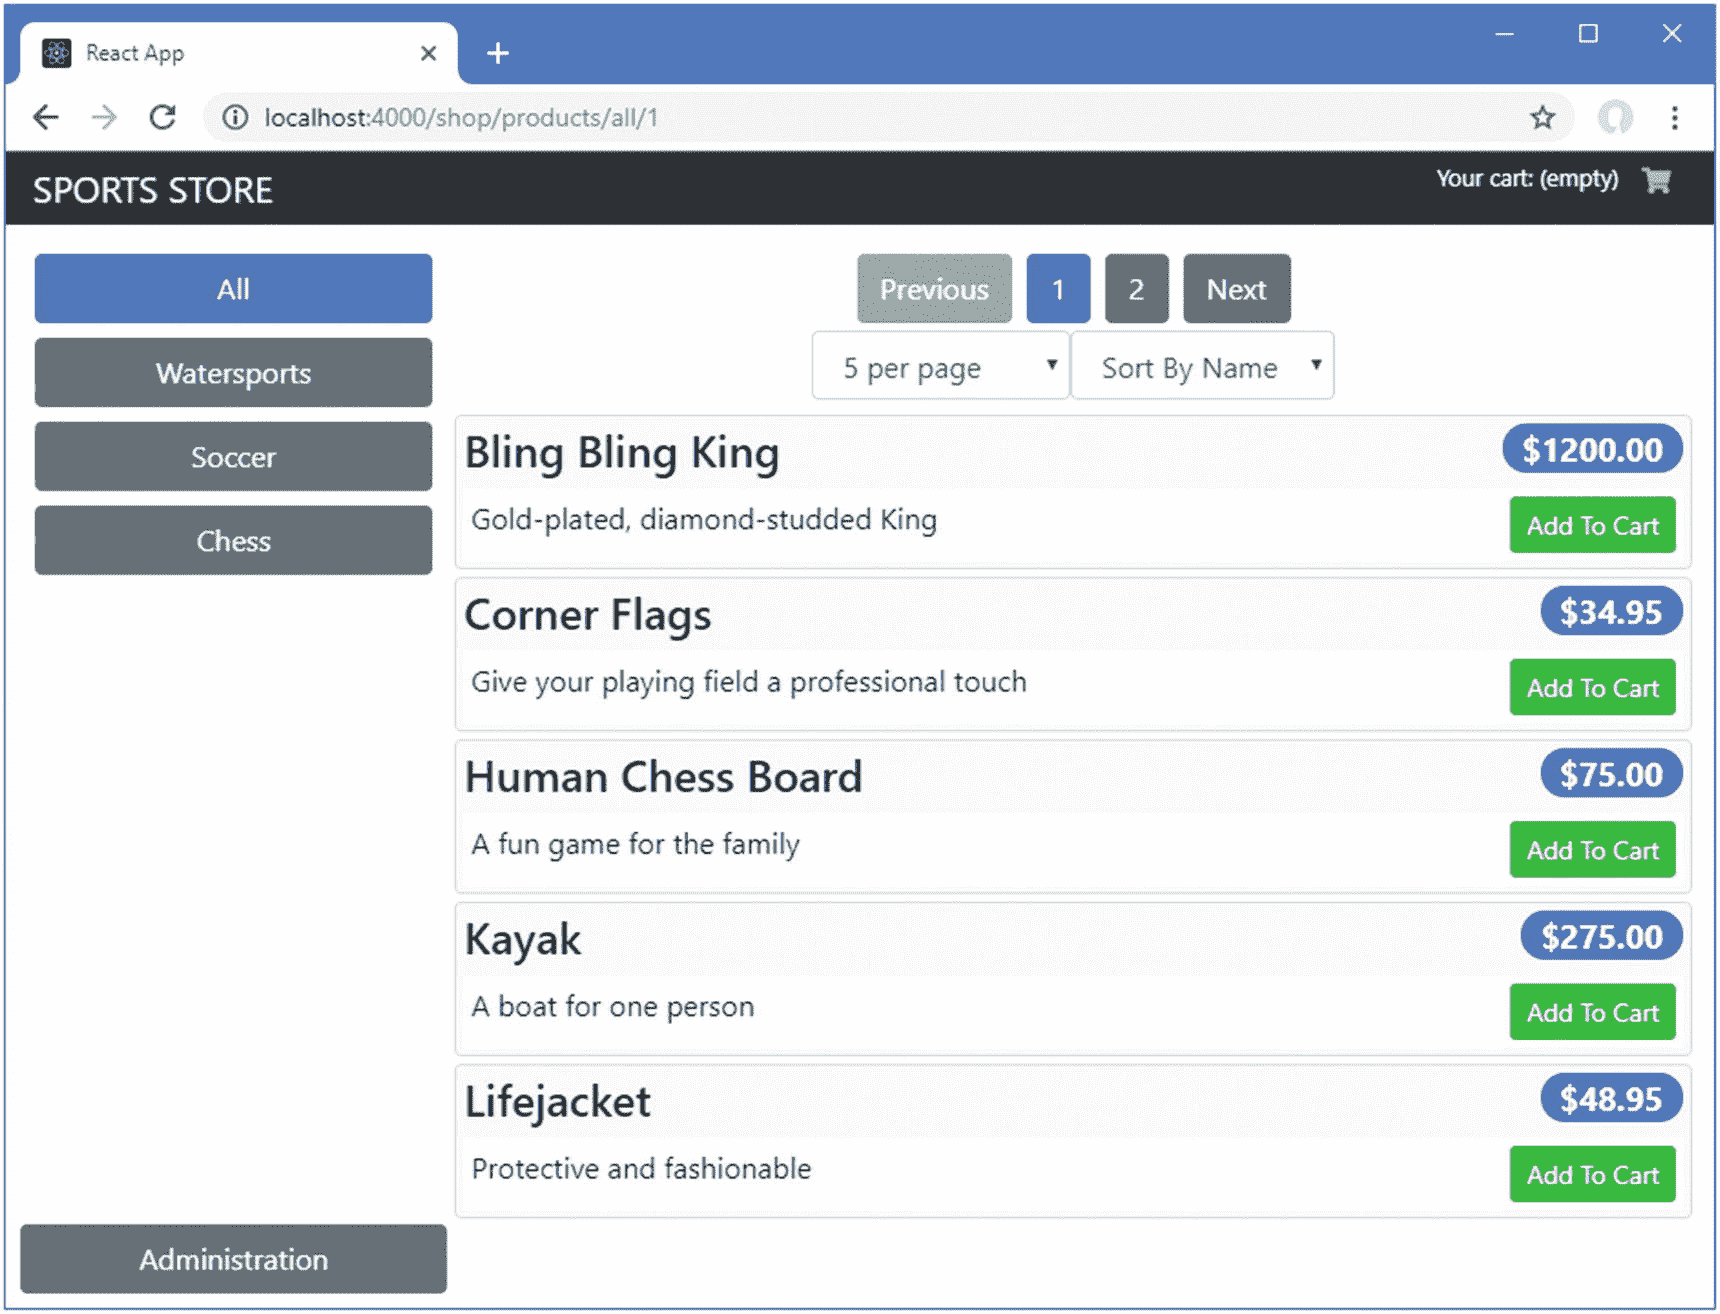 React App
localhost:4000/shop/products/all/1
SPORTS STORE
Your cart: (empty)
All
Watersports
Soccer
Chess
Administration
Previous 1 2 Next
5 per page Sort By Name
Bling Bling King $1200.00
Gold-plated, diamond-studded King Add To Cart
Corner Flags $34.95
Give your playing field a professional touch Add To Cart
Human Chess Board $75.00
A fun game for the family Add To Cart
Kayak $275.00
A boat for one person Add To Cart
Lifejacket $48.95
Protective and fashionable Add To Cart